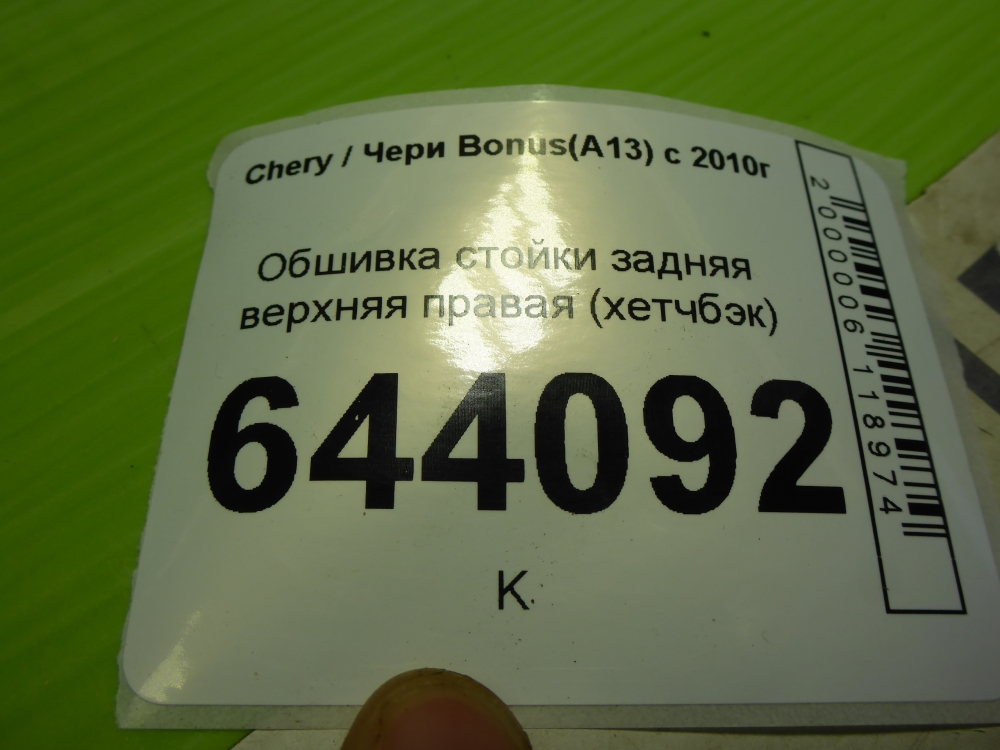 Chery / Чери Bonus(A13) с 2010г
Обшивка стойки задняя
верхняя правая (хетчбэк)
644092
К
2000006118974